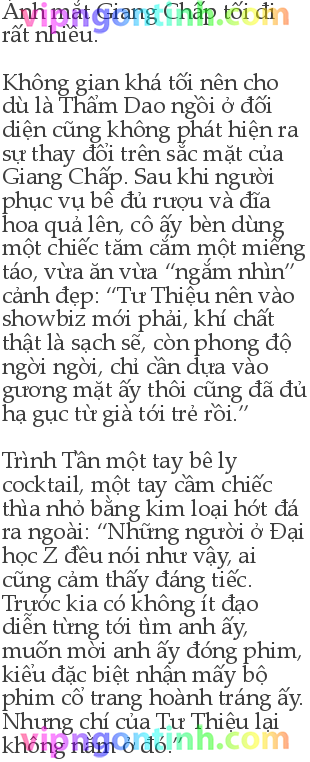 Ánh mắt Giang Chấp tối đi
rất nhiều.
Không gian khá tối nên cho
dù là Thẩm Dao ngồi ở đối
diện cũng không phát hiện ra
sự thay đổi trên sắc mặt của
Giang Chấp. Sau khi người
phục vụ bê đủ rượu và đĩa
hoa quả lên, cô ấy bèn dùng
một chiếc tăm cắm một miếng
táo, vừa ăn vừa “ngắm nhìn”
cảnh đẹp: “Tư Thiệu nên vào
showbiz mới phải, khí chất
thật là sạch sẽ, còn phong độ
ngời ngời, chỉ cần dựa vào
gương mặt ấy thôi cũng đã đủ
hạ gục từ già tới trẻ rồi.”
Trình Tần một tay bê ly
cocktail, một tay cầm chiếc
thìa nhỏ bằng kim loại hót đá
ra ngoài: “Những người ở Đại
học Z đều nói như vậy, ai
cũng cảm thấy đáng tiếc.
Trước kia có không ít đạo
diễn từng tới tìm anh ấy,
muốn mời anh ấy đóng phim,
kiểu đặc biệt nhận mấy bộ
phim cổ trang hoành tráng ấy.
Nhưng chí của Tư Thiệu lại
không nằm ở đó.”
vipngontinh.com
vipngontinh.com